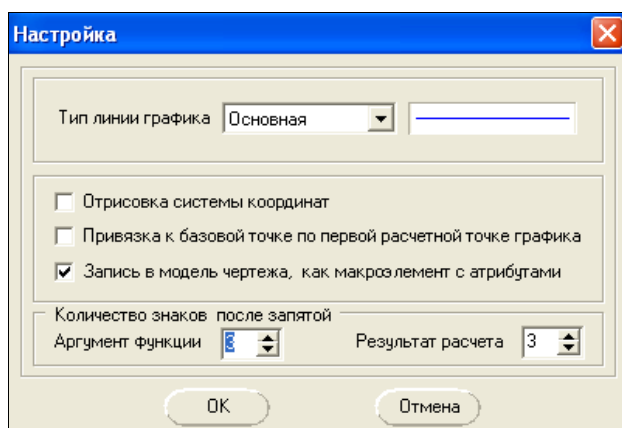 Настройка
Тип линии графика Основная
Отрисовка системы координат
Привязка к базовой точке по первой расчетной точке графика
Запись в модель чертежа, как макроэлемент с атрибутами
Количество знаков после запятой
Аргумент функции 3 Результат расчета 3
OK Отмена